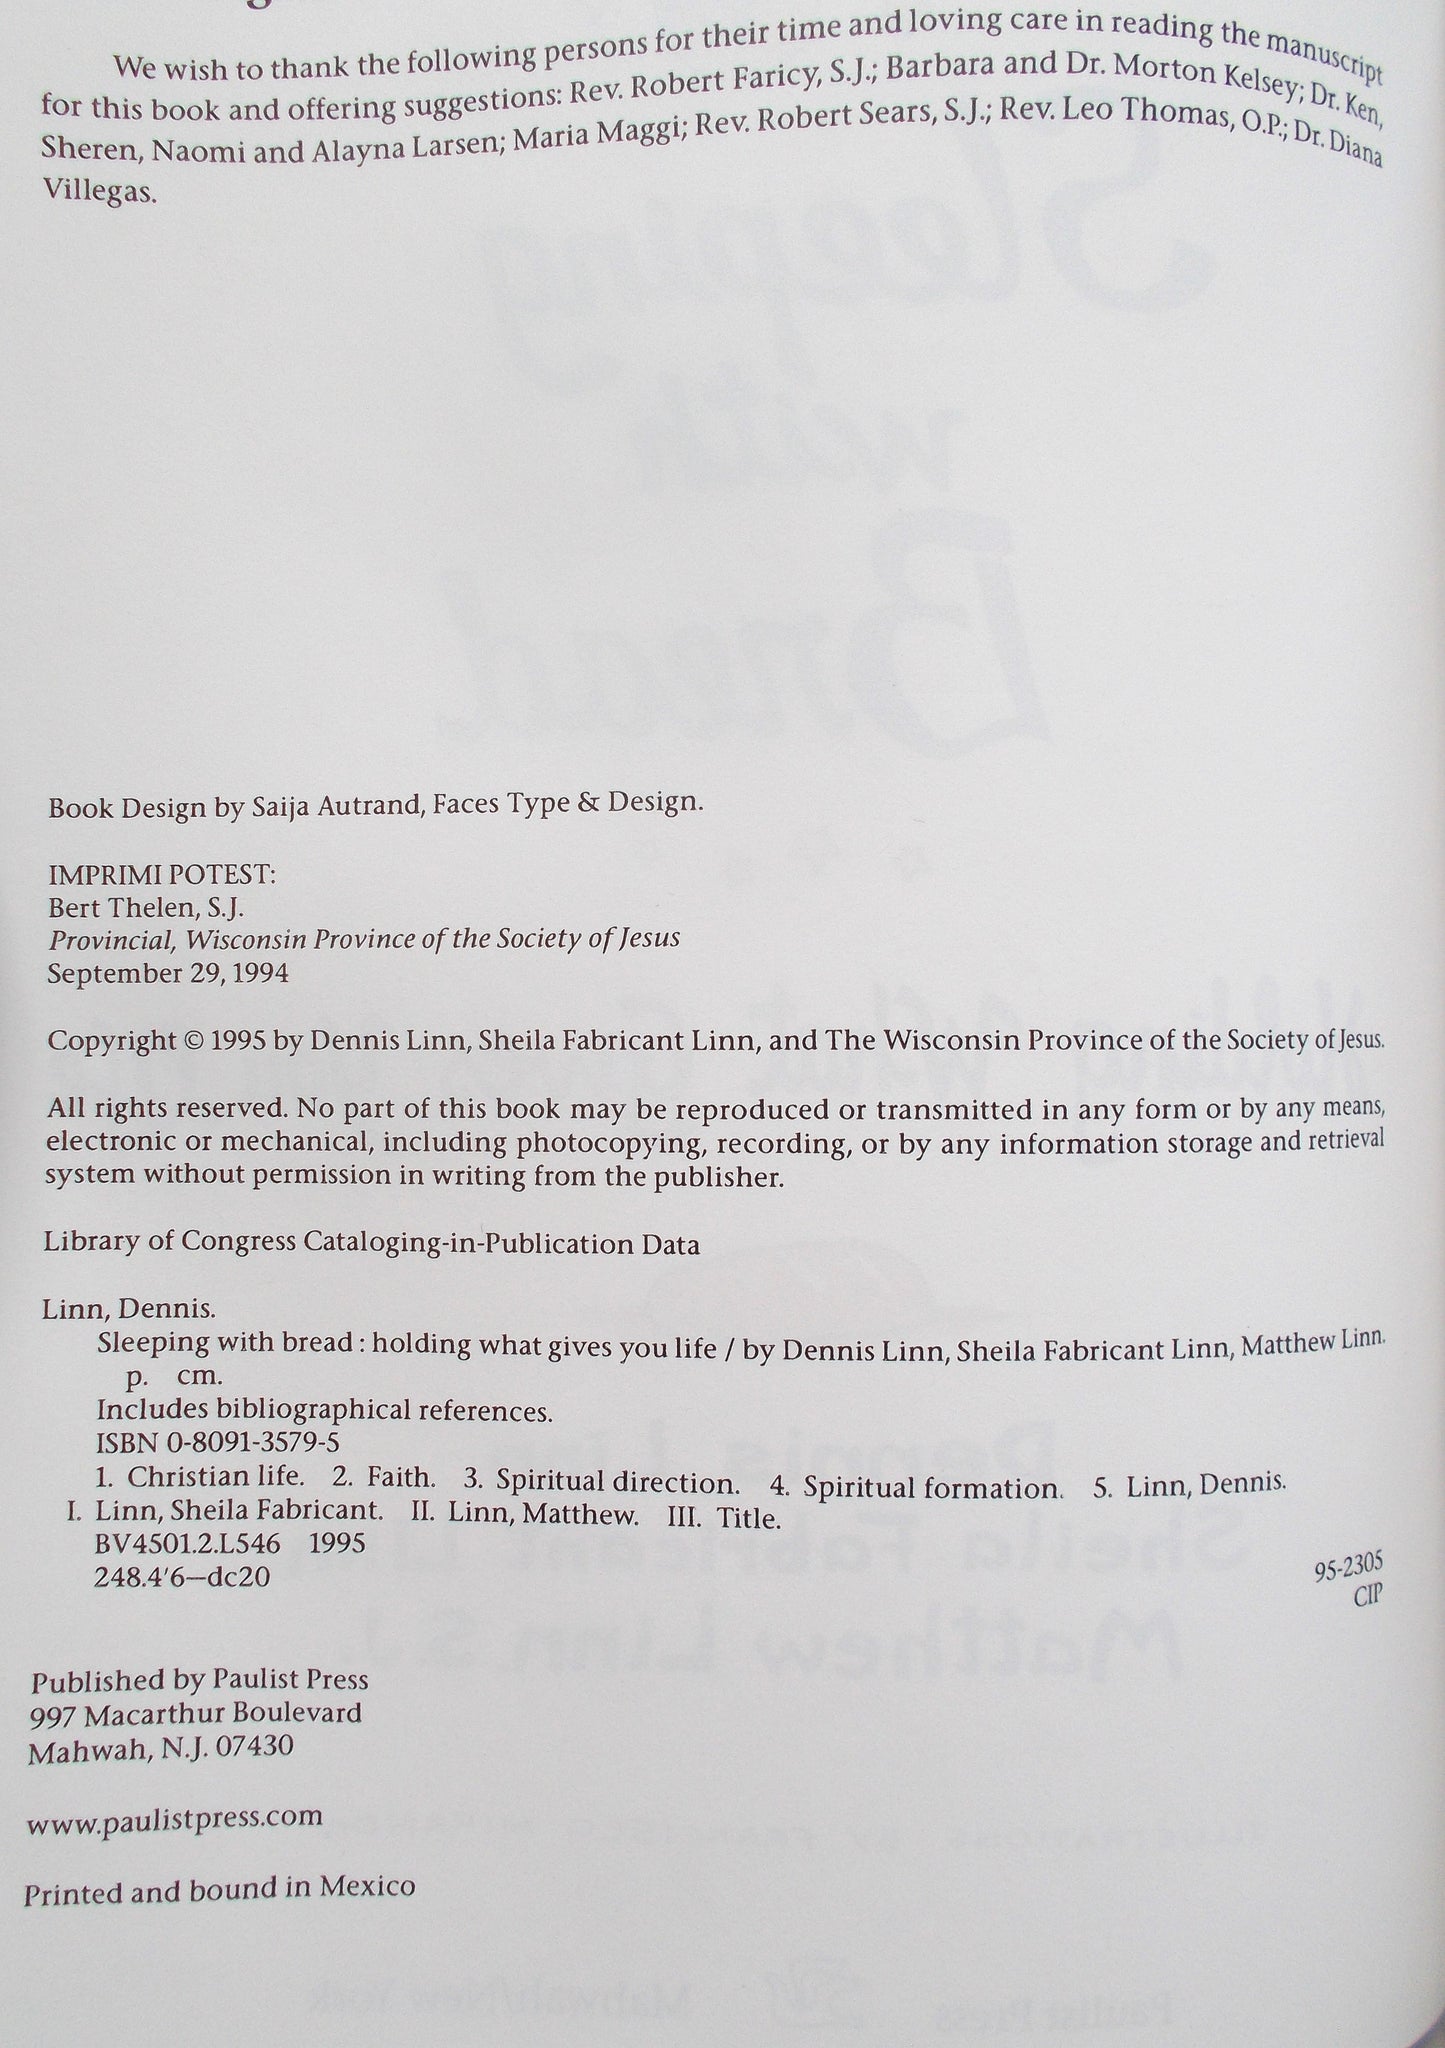 We wish to thank the following persons for their time and loving care in reading the manuscript
for this book and offering suggestions: Rev. Robert Faricy, S.J.; Barbara and Dr. Morton Kelsey; Dr. Ken,
Sheren, Naomi and Alayna Larsen; Maria Maggi; Rev. Robert Sears, S.J.; Rev. Leo Thomas, O.P.; Dr. Diana
Villegas.
Sleeping
with
Bread
Book Design by Saija Autrand, Faces Type & Design.
IMPRIMI POTEST:
Bert Thelen, S.J.
Provincial, Wisconsin Province of the Society of Jesus
September 29, 1994
Copyright © 1995 by Dennis Linn, Sheila Fabricant Linn, and The Wisconsin Province of the Society of Jesus.
All rights reserved. No part of this book may be reproduced or transmitted in any form or by any means,
electronic or mechanical, including photocopying, recording, or by any information storage and retrieval
system without permission in writing from the publisher.
Library of Congress Cataloging-in-Publication Data
Linn, Dennis.
Sleeping with bread : holding what gives you life / by Dennis Linn, Sheila Fabricant Linn, Matthew Linn.
p. cm.
Includes bibliographical references.
ISBN 0-8091-3579-5
1. Christian life. 2. Faith. 3. Spiritual direction. 4. Spiritual formation. 5. Linn, Dennis.
I. Linn, Sheila Fabricant. II. Linn, Matthew. III. Title.
BV4501.2.L546 1995
248.4'6—dc20
95-2305
CIP
Matthew Linn S.J.
Published by Paulist Press
997 Macarthur Boulevard
Mahwah, N.J. 07430
www.paulistpress.com
Printed and bound in Mexico
Paulist Press Mahwah/New York